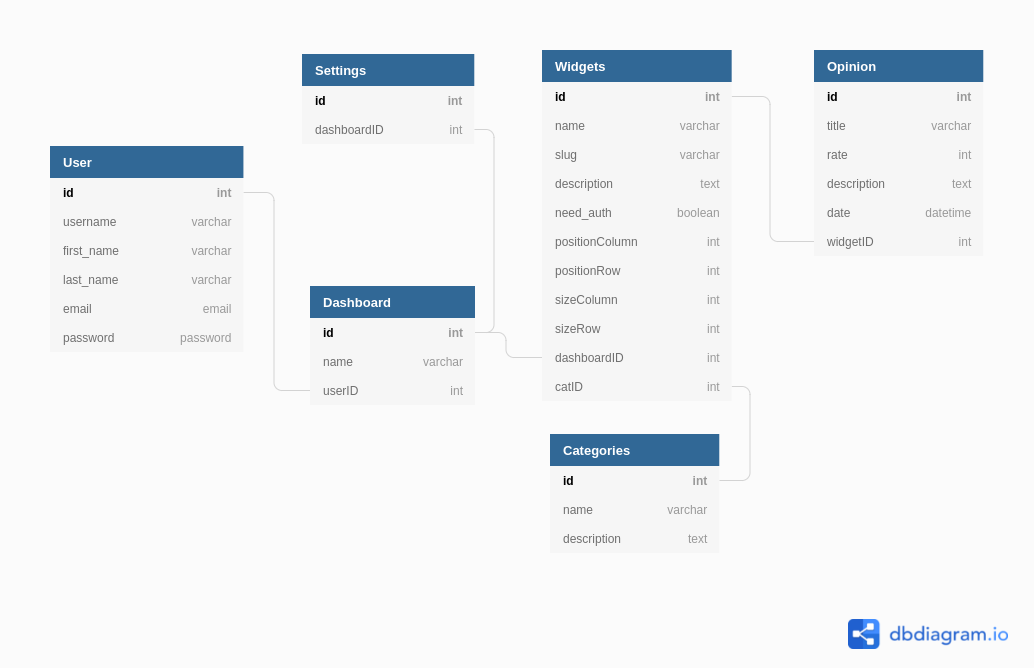 User
id int
username varchar
first_name varchar
last_name varchar
email email
password password
Settings
id int
dashboardID int
Dashboard
id int
name varchar
userID int
Widgets
id int
name varchar
slug varchar
description text
need_auth boolean
positionColumn int
positionRow int
sizeColumn int
sizeRow int
dashboardID int
catID int
Categories
id int
name varchar
description text
Opinion
id int
title varchar
rate int
description text
date datetime
widgetID int
dbdiagram.io